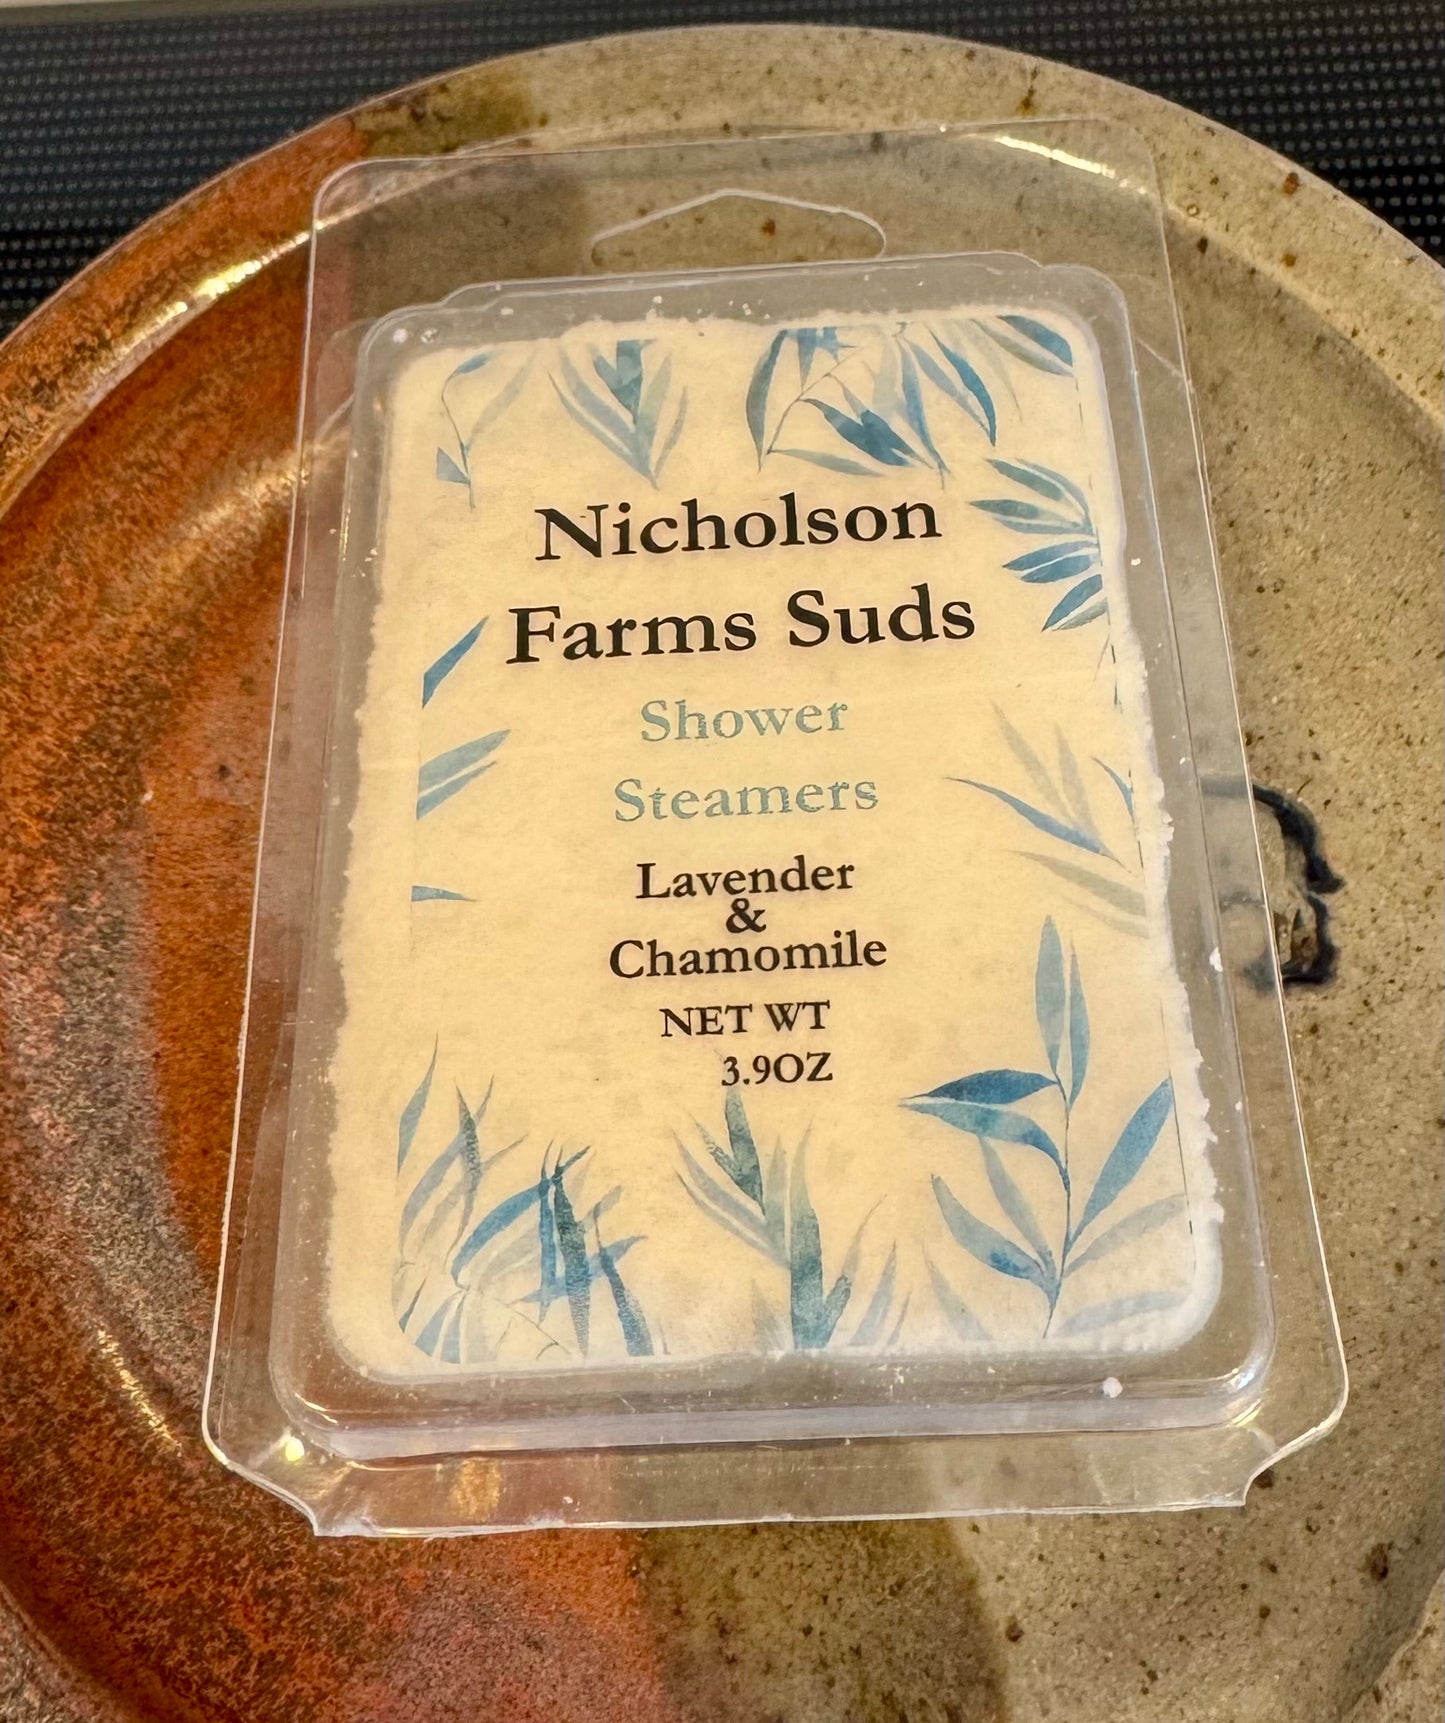 Nicholson
Farms Suds
Shower
Steamers
Lavender
&
Chamomile
NET WT
3.9OZ